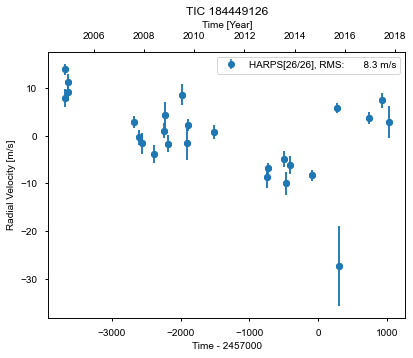 TIC 184449126
Time [Year]
2006 2008 2010 2012 2014 2016 2018
HARPS[26/26], RMS: 8.3 m/s
Radial Velocity [m/s]
10
0
−10
−20
−30
−3000 −2000 −1000 0 1000
Time - 2457000